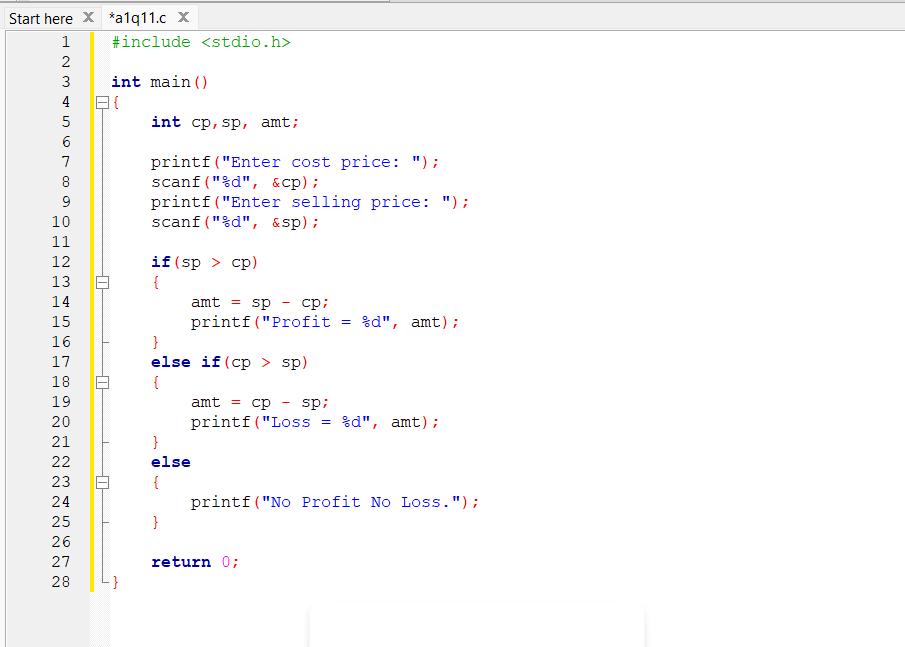 Start here X *a1q11.c X
1 #include <stdio.h>
2
3 int main()
4 {
5 int cp,sp, amt;
6
7 printf("Enter cost price: ");
8 scanf("%d", &cp);
9 printf("Enter selling price: ");
10 scanf("%d", &sp);
11
12 if(sp > cp)
13 {
14 amt = sp - cp;
15 printf("Profit = %d", amt);
16 }
17 else if(cp > sp)
18 {
19 amt = cp - sp;
20 printf("Loss = %d", amt);
21 }
22 else
23 {
24 printf("No Profit No Loss.");
25 }
26
27 return 0;
28 }